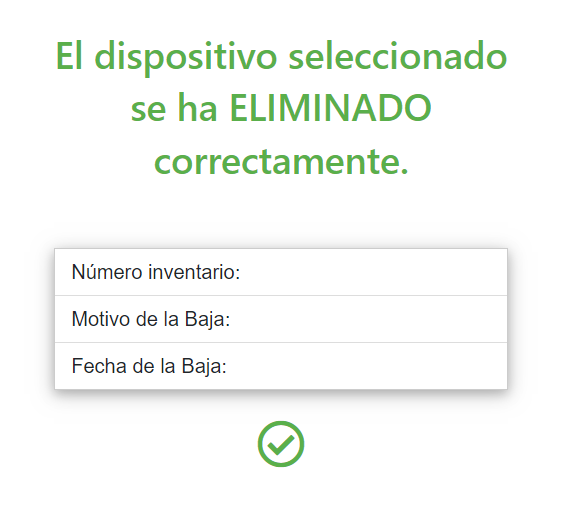 El dispositivo seleccionado
se ha ELIMINADO
correctamente.
Número inventario:
Motivo de la Baja:
Fecha de la Baja: